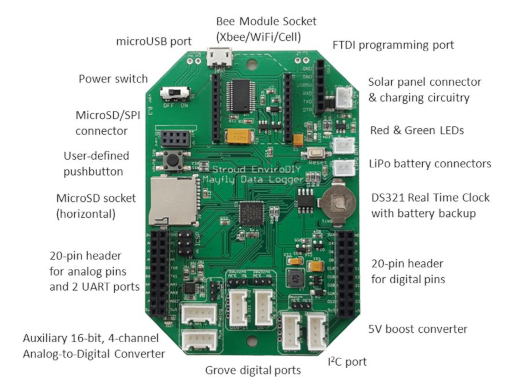 Bee Module Socket
(Xbee/WiFi/Cell)
microUSB port
FTDI programming port
Power switch
Solar panel connector
& charging circuitry
OFF ON
MicroSD/SPI
connector
Red & Green LEDs
User-defined
pushbutton
LiPo battery connectors
Stroud EnviroDIY
Mayfly Data Logger
MicroSD socket
(horizontal)
DS321 Real Time Clock
with battery backup
20-pin header
for analog pins
and 2 UART ports
20-pin header
for digital pins
5V boost converter
Auxiliary 16-bit, 4-channel
Analog-to-Digital Converter
I²C port
Grove digital ports